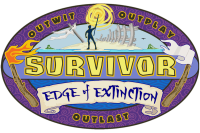 OUTWIT OUTPLAY
SURVIVOR
EDGE of EXTINCTION
OUTLAST